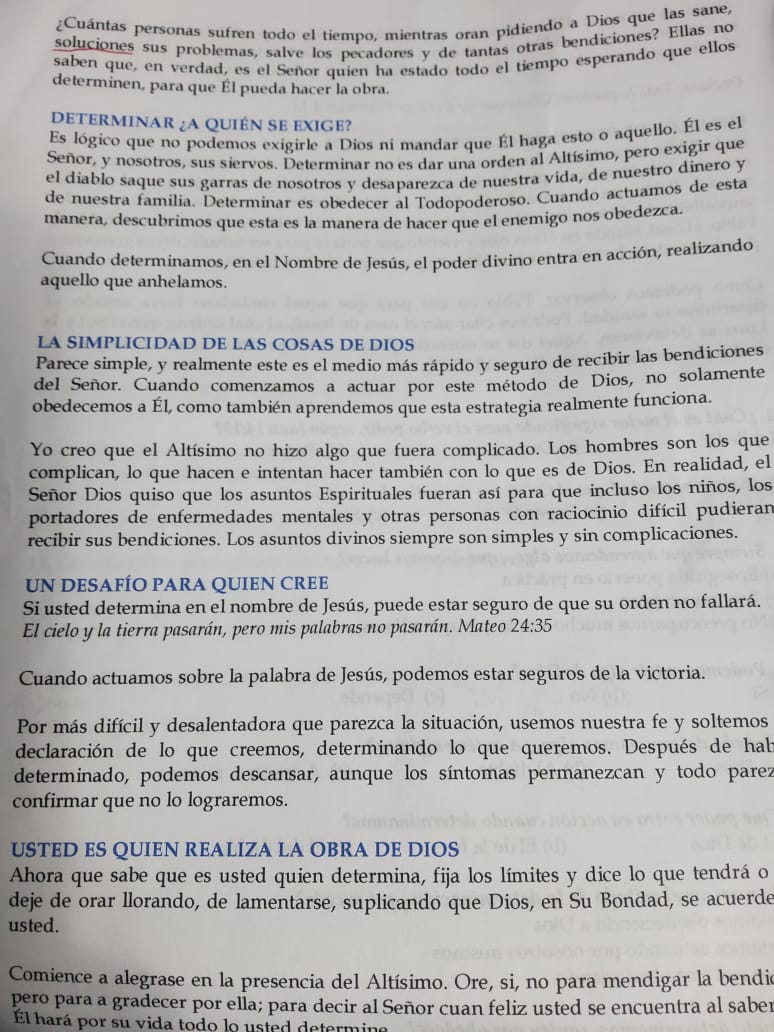 ¿Cuántas personas sufren todo el tiempo, mientras oran pidiendo a Dios que las sane,
soluciones sus problemas, salve los pecadores y de tantas otras bendiciones? Ellas no
saben que, en verdad, es el Señor quien ha estado todo el tiempo esperando que ellos
determinen, para que Él pueda hacer la obra.
DETERMINAR ¿A QUIÉN SE EXIGE?
Es lógico que no podemos exigirle a Dios ni mandar que Él haga esto o aquello. Él es el
Señor, y nosotros, sus siervos. Determinar no es dar una orden al Altísimo, pero exigir que
el diablo saque sus garras de nosotros y desaparezca de nuestra vida, de nuestro dinero y
de nuestra familia. Determinar es obedecer al Todopoderoso. Cuando actuamos de esta
manera, descubrimos que esta es la manera de hacer que el enemigo nos obedezca.
Cuando determinamos, en el Nombre de Jesús, el poder divino entra en acción, realizando
aquello que anhelamos.
LA SIMPLICIDAD DE LAS COSAS DE DIOS
Parece simple, y realmente este es el medio más rápido y seguro de recibir las bendiciones
del Señor. Cuando comenzamos a actuar por este método de Dios, no solamente
obedecemos a Él, como también aprendemos que esta estrategia realmente funciona.
Yo creo que el Altísimo no hizo algo que fuera complicado. Los hombres son los que
complican, lo que hacen e intentan hacer también con lo que es de Dios. En realidad, el
Señor Dios quiso que los asuntos Espirituales fueran así para que incluso los niños, los
portadores de enfermedades mentales y otras personas con raciocinio difícil pudieran
recibir sus bendiciones. Los asuntos divinos siempre son simples y sin complicaciones.
UN DESAFÍO PARA QUIEN CREE
Si usted determina en el nombre de Jesús, puede estar seguro de que su orden no fallará.
El cielo y la tierra pasarán, pero mis palabras no pasarán. Mateo 24:35
Cuando actuamos sobre la palabra de Jesús, podemos estar seguros de la victoria.
Por más difícil y desalentadora que parezca la situación, usemos nuestra fe y soltemos
declaración de lo que creemos, determinando lo que queremos. Después de hab
determinado, podemos descansar, aunque los síntomas permanezcan y todo parez
confirmar que no lo lograremos.
USTED ES QUIEN REALIZA LA OBRA DE DIOS
Ahora que sabe que es usted quien determina, fija los límites y dice lo que tendrá o
deje de orar llorando, de lamentarse, suplicando que Dios, en Su Bondad, se acuerde
usted.
Comience a alegrase en la presencia del Altísimo. Ore, si, no para mendigar la bendic
pero para a gradecer por ella; para decir al Señor cuan feliz usted se encuentra al saber
Él hará por su vida todo lo usted determine